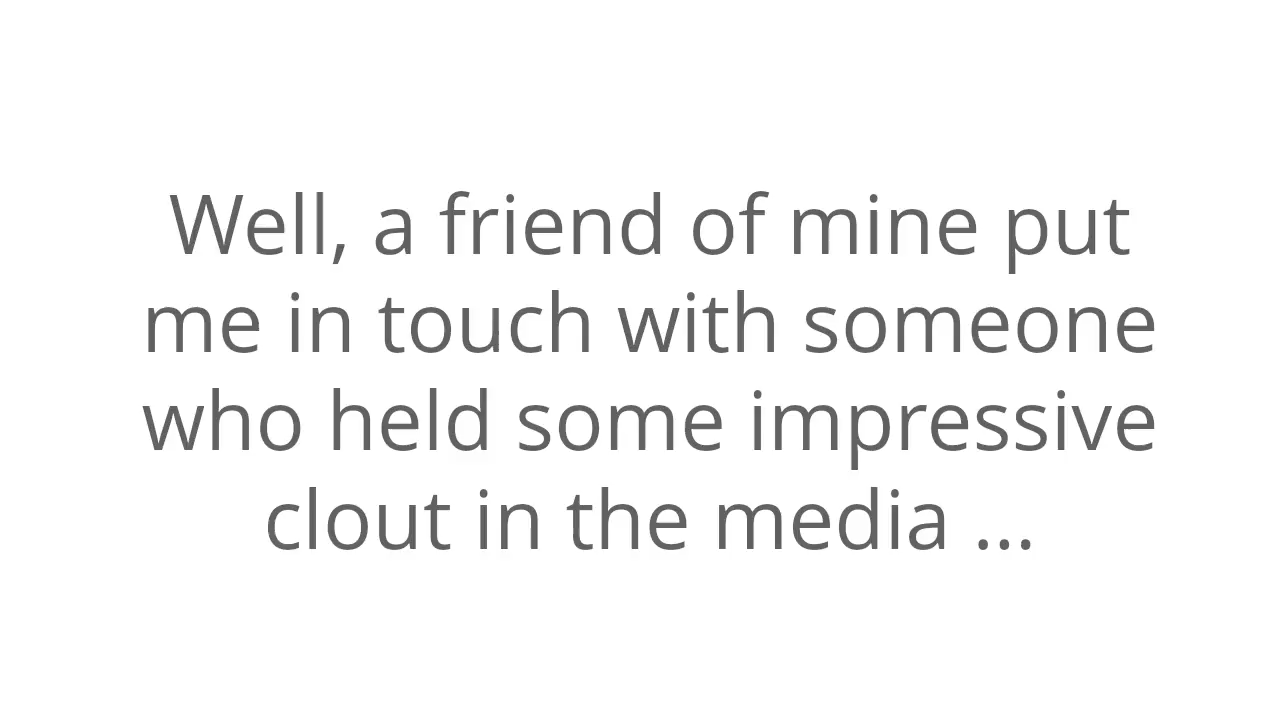 Well, a friend of mine put
me in touch with someone
who held some impressive
clout in the media ...